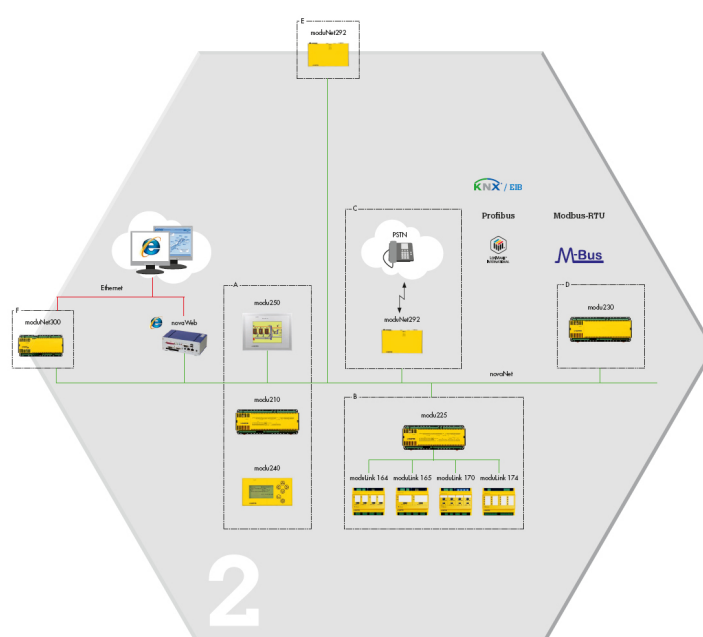 E
moduNet292
KNX / EIB
C
PSTN
Profibus
Modbus-RTU
LONMARK
M-Bus
Ethernet
A
D
F
moduNet300
novaWeb
modu250
moduNet292
modu230
novaNet
B
modu210
modu225
modu240
moduLink 164
moduLink 165
moduLink 170
moduLink 174
2